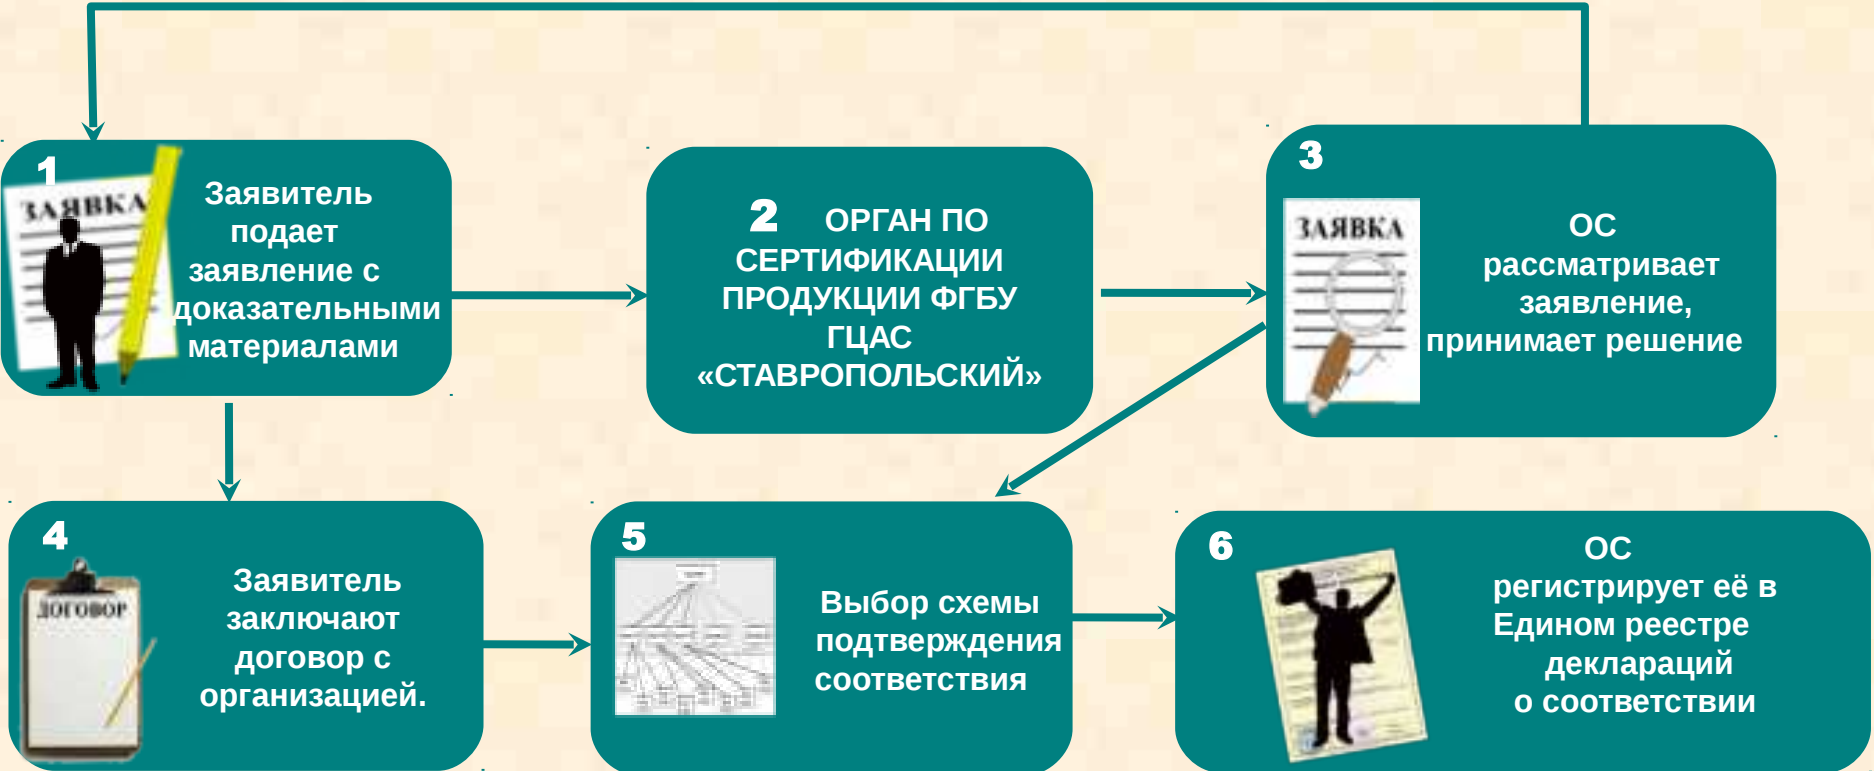 1
ЗАЯВКА
Заявитель
подает
заявление с
доказательными
материалами
2 ОРГАН ПО
СЕРТИФИКАЦИИ
ПРОДУКЦИИ ФГБУ
ГЦАС
«СТАВРОПОЛЬСКИЙ»
3
ЗАЯВКА
ОС
рассматривает
заявление,
принимает решение
4
ДОГОВОР
Заявитель
заключают
договор с
организацией.
5
Выбор схемы
подтверждения
соответствия
6
ОС
регистрирует её в
Едином реестре
деклараций
о соответствии